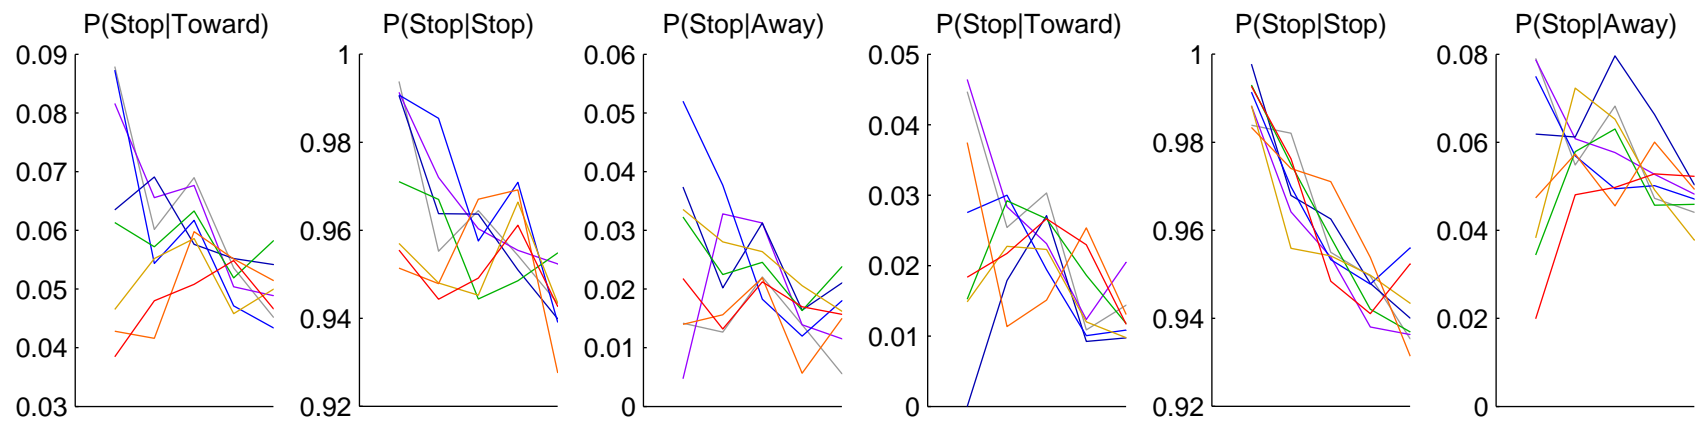 P(Stop|Toward) P(Stop|Stop) P(Stop|Away) P(Stop|Toward) P(Stop|Stop) P(Stop|Away)
0.09 1 0.06 0.05 1 0.08
0.08 0.98 0.05 0.04 0.98 0.06
0.07 0.96 0.04 0.03 0.96 0.04
0.06 0.94 0.03 0.02 0.94 0.02
0.05 0.92 0.02 0.01 0.92 0
0.04 0.01 0
0.03 0